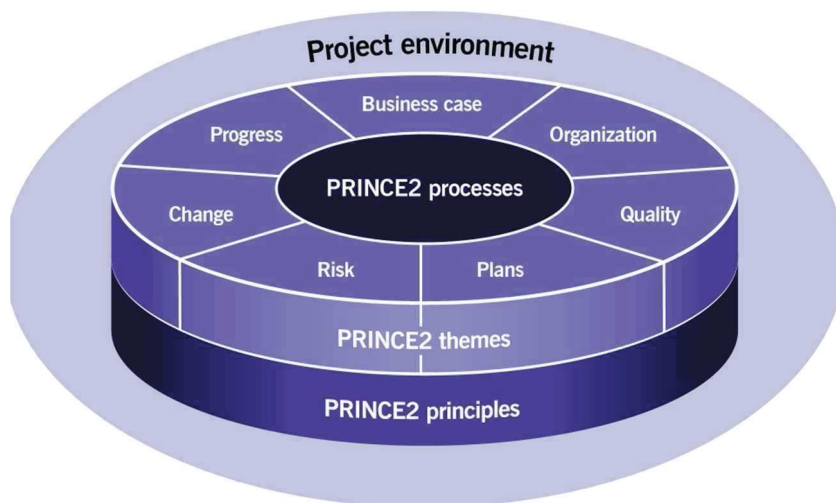 Project environment
Business case
Progress
Organization
PRINCE2 processes
Change
Quality
Risk
Plans
PRINCE2 themes
PRINCE2 principles